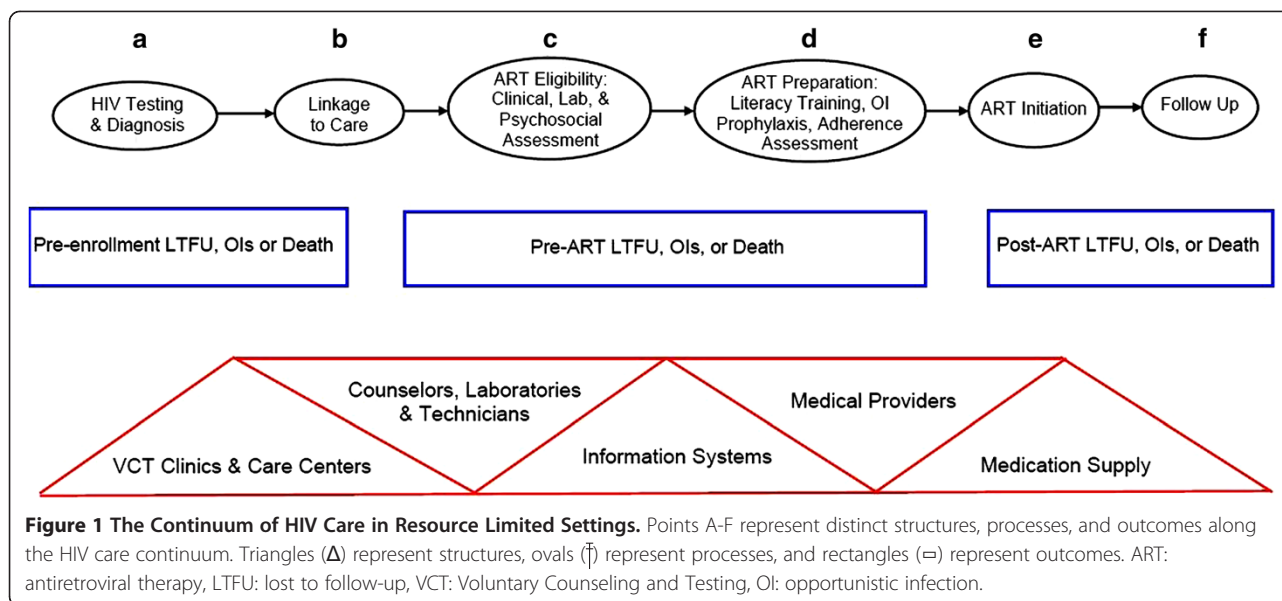 a b c d e f
HIV Testing
& Diagnosis
Linkage
to Care
ART Eligibility:
Clinical, Lab, &
Psychosocial
Assessment
ART Preparation:
Literacy Training, OI
Prophylaxis, Adherence
Assessment
ART Initiation
Follow Up
Pre-enrollment LTFU, OIs or Death
Pre-ART LTFU, OIs, or Death
Post-ART LTFU, OIs, or Death
Counselors, Laboratories
& Technicians
Medical Providers
VCT Clinics & Care Centers
Information Systems
Medication Supply
Figure 1 The Continuum of HIV Care in Resource Limited Settings. Points A-F represent distinct structures, processes, and outcomes along
the HIV care continuum. Triangles (Δ) represent structures, ovals (†) represent processes, and rectangles (▭) represent outcomes. ART:
antiretroviral therapy, LTFU: lost to follow-up, VCT: Voluntary Counseling and Testing, OI: opportunistic infection.